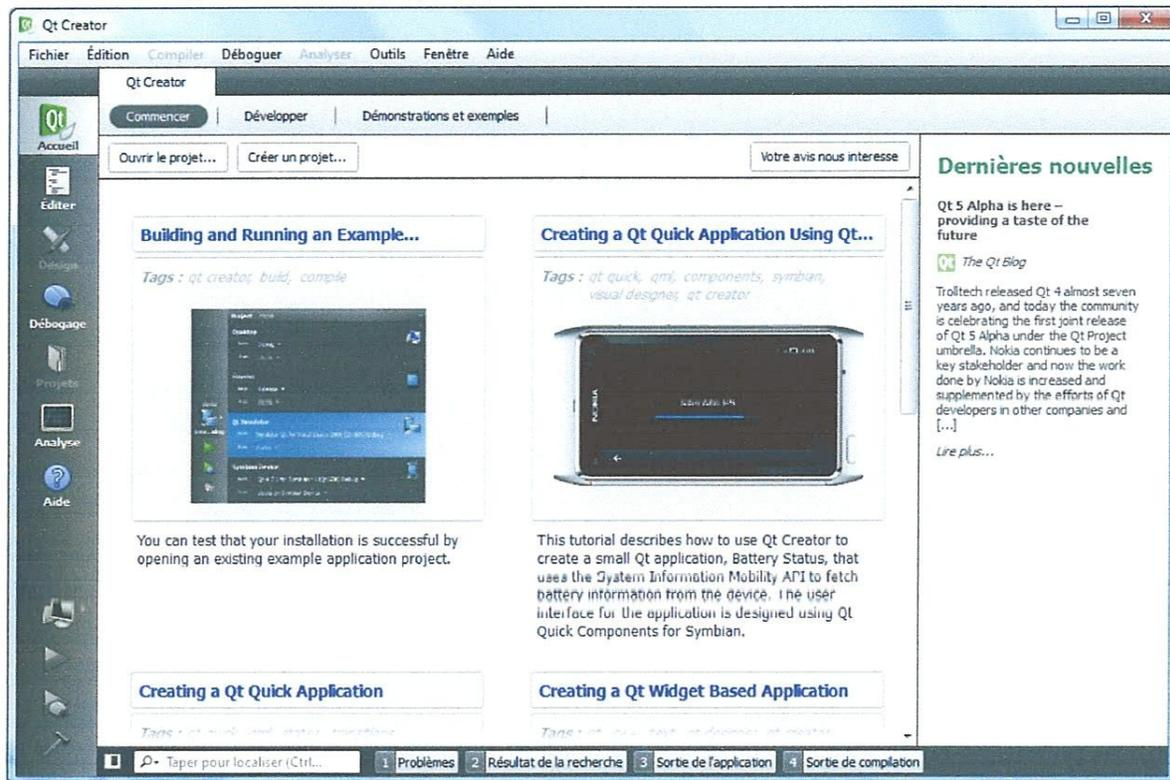 Qt Creator
Fichier Édition Compiler Déboguer Analyser Outils Fenêtre Aide
Qt Creator
Commencer Développer Démonstrations et exemples
Ouvrir le projet... Créer un projet... Votre avis nous interesse
Qt
Accueil
Éditer
Design
Débogage
Projets
Analyse
Aide
Building and Running an Example...
Tags : qt creator, build, compile
You can test that your installation is successful by
opening an existing example application project.
Creating a Qt Quick Application Using Qt...
Tags : qt quick, qml, components, symbian,
visual designer, qt creator
NOKIA
This tutorial describes how to use Qt Creator to
create a small Qt application, Battery Status, that
uses the System Information Mobility API to fetch
battery information from the device. The user
interface for the application is designed using Qt
Quick Components for Symbian.
Creating a Qt Quick Application
Tags :
Creating a Qt Widget Based Application
Tags :
Dernières nouvelles
Qt 5 Alpha is here –
providing a taste of the
future
Qt The Qt Blog
Trolltech released Qt 4 almost seven
years ago, and today the community
is celebrating the first joint release
of Qt 5 Alpha under the Qt Project
umbrella. Nokia continues to be a
key stakeholder and now the work
done by Nokia is increased and
supplemented by the efforts of Qt
developers in other companies and
[...]
Lire plus...
Taper pour localiser (Ctrl... 1 Problèmes 2 Résultat de la recherche 3 Sortie de l'application 4 Sortie de compilation